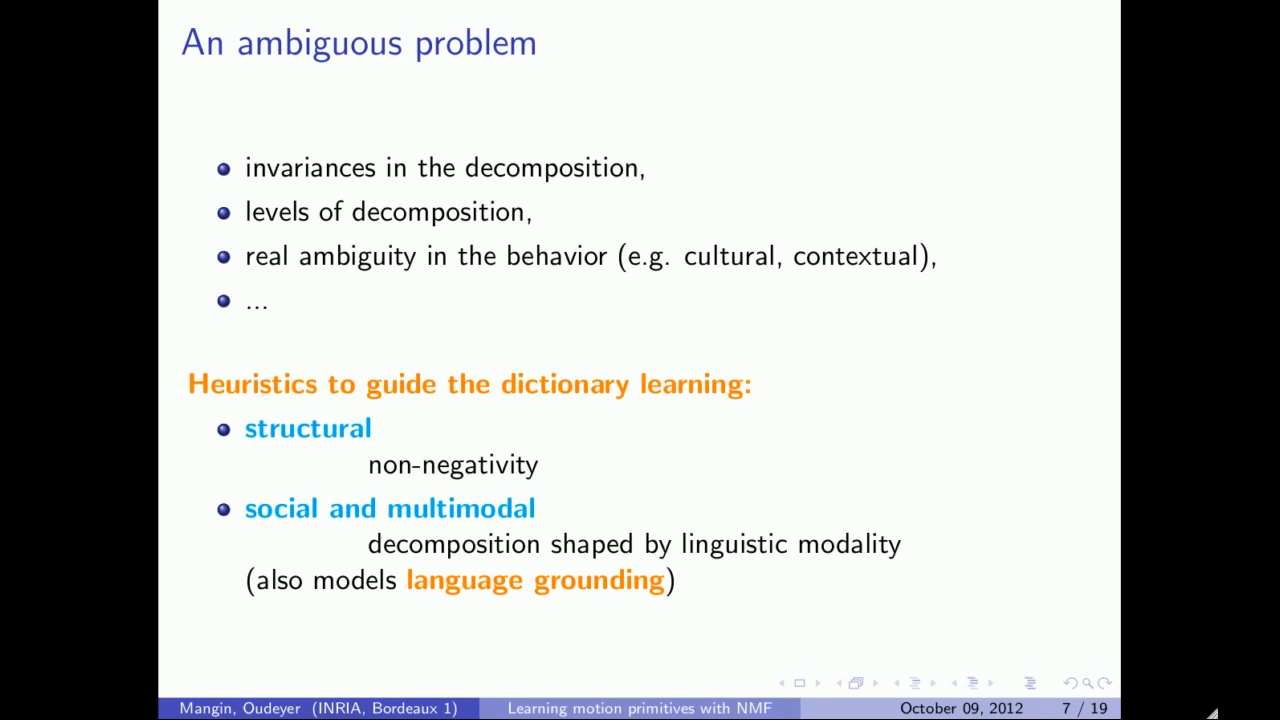 An ambiguous problem
invariances in the decomposition,
levels of decomposition,
real ambiguity in the behavior (e.g. cultural, contextual),
...
Heuristics to guide the dictionary learning:
structural
non-negativity
social and multimodal
decomposition shaped by linguistic modality
(also models language grounding)
Mangin, Oudeyer (INRIA, Bordeaux 1) Learning motion primitives with NMF October 09, 2012 7 / 19